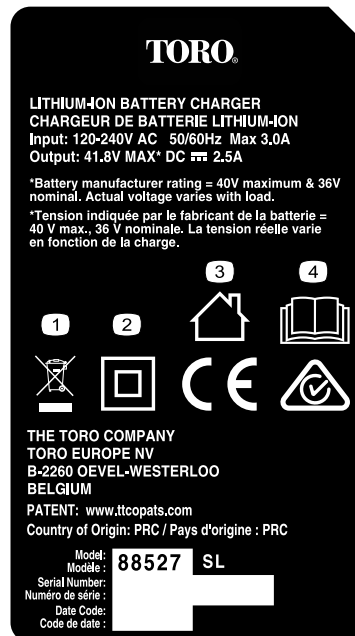 TORO®
LITHIUM-ION BATTERY CHARGER
CHARGEUR DE BATTERIE LITHIUM-ION
Input: 120-240V AC 50/60Hz Max 3.0A
Output: 41.8V MAX* DC 2.5A
*Battery manufacturer rating = 40V maximum & 36V
nominal. Actual voltage varies with load.
*Tension indiquée par le fabricant de la batterie =
40 V max., 36 V nominale. La tension réelle varie
en fonction de la charge.
3 4
1 2
CE
THE TORO COMPANY
TORO EUROPE NV
B-2260 OEVEL-WESTERLOO
BELGIUM
PATENT: www.ttcopats.com
Country of Origin: PRC / Pays d'origine : PRC
Model:
Modèle : 88527 SL
Serial Number:
Numéro de série :
Date Code:
Code de date :